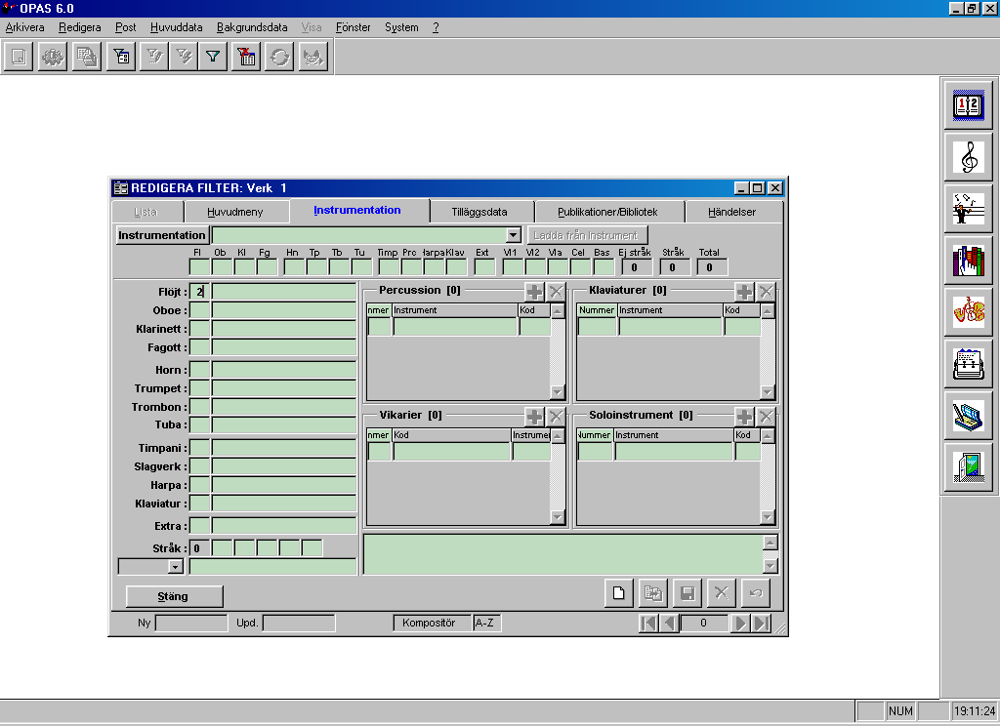 OPAS 6.0
Arkivera Redigera Post Huvuddata Bakgrundsdata Visa Fönster System ?
1 2
REDIGERA FILTER: Verk 1
Lista Huvudmeny Instrumentation Tilläggsdata Publikationer/Bibliotek Händelser
Instrumentation Ladda från Instrument
Fl Ob Kl Fg Hn Tp Tb Tu Timp Prc Harpa Klav Ext Vl1 Vl2 Vla Cel Bas Ej stråk Stråk Total
0 0 0
Flöjt : 2
Oboe :
Klarinett :
Fagott :
Horn :
Trumpet :
Trombon :
Tuba :
Timpani :
Slagverk :
Harpa :
Klaviatur :
Extra :
Stråk : 0
Percussion [0]
nmer Instrument Kod
Klaviaturer [0]
Nummer Instrument Kod
Vikarier [0]
nmer Kod Instrumen
Soloinstrument [0]
Nummer Instrument Kod
Stäng
Ny Upd. Kompositör A-Z 0
NUM 19:11:24